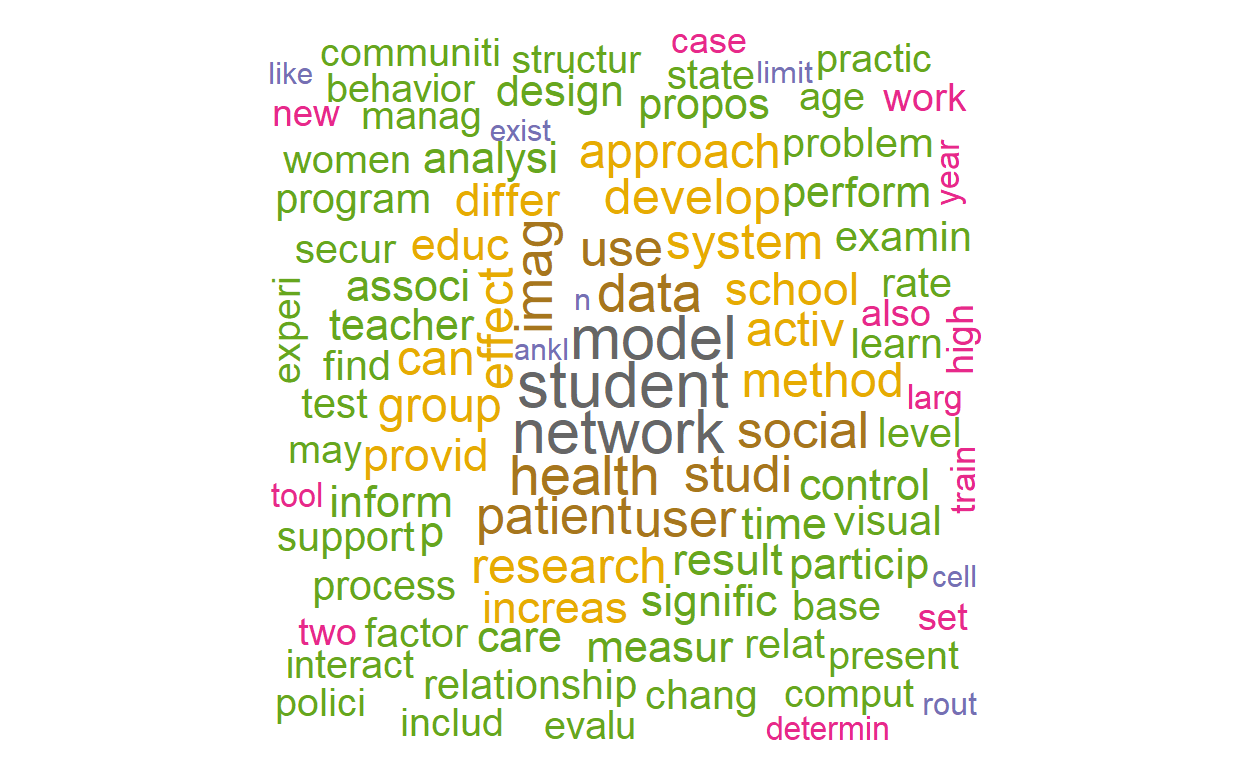 case
communiti structur practic
like state limit
behavior design age work
new manag propos
exist
women analysi approach problem
year
program differ develop perform
secur educ imag use system examin
experi associ effect n data school rate
teacher model activ also high
find can ankl learn
student method larg
test group
network social level
may provid
health studi control train
tool inform patient user time visual
support p
research result particip cell
process
increas signific base set
two factor care measur relat present
interact
relationship chang comput rout
polici
includ evalu determin